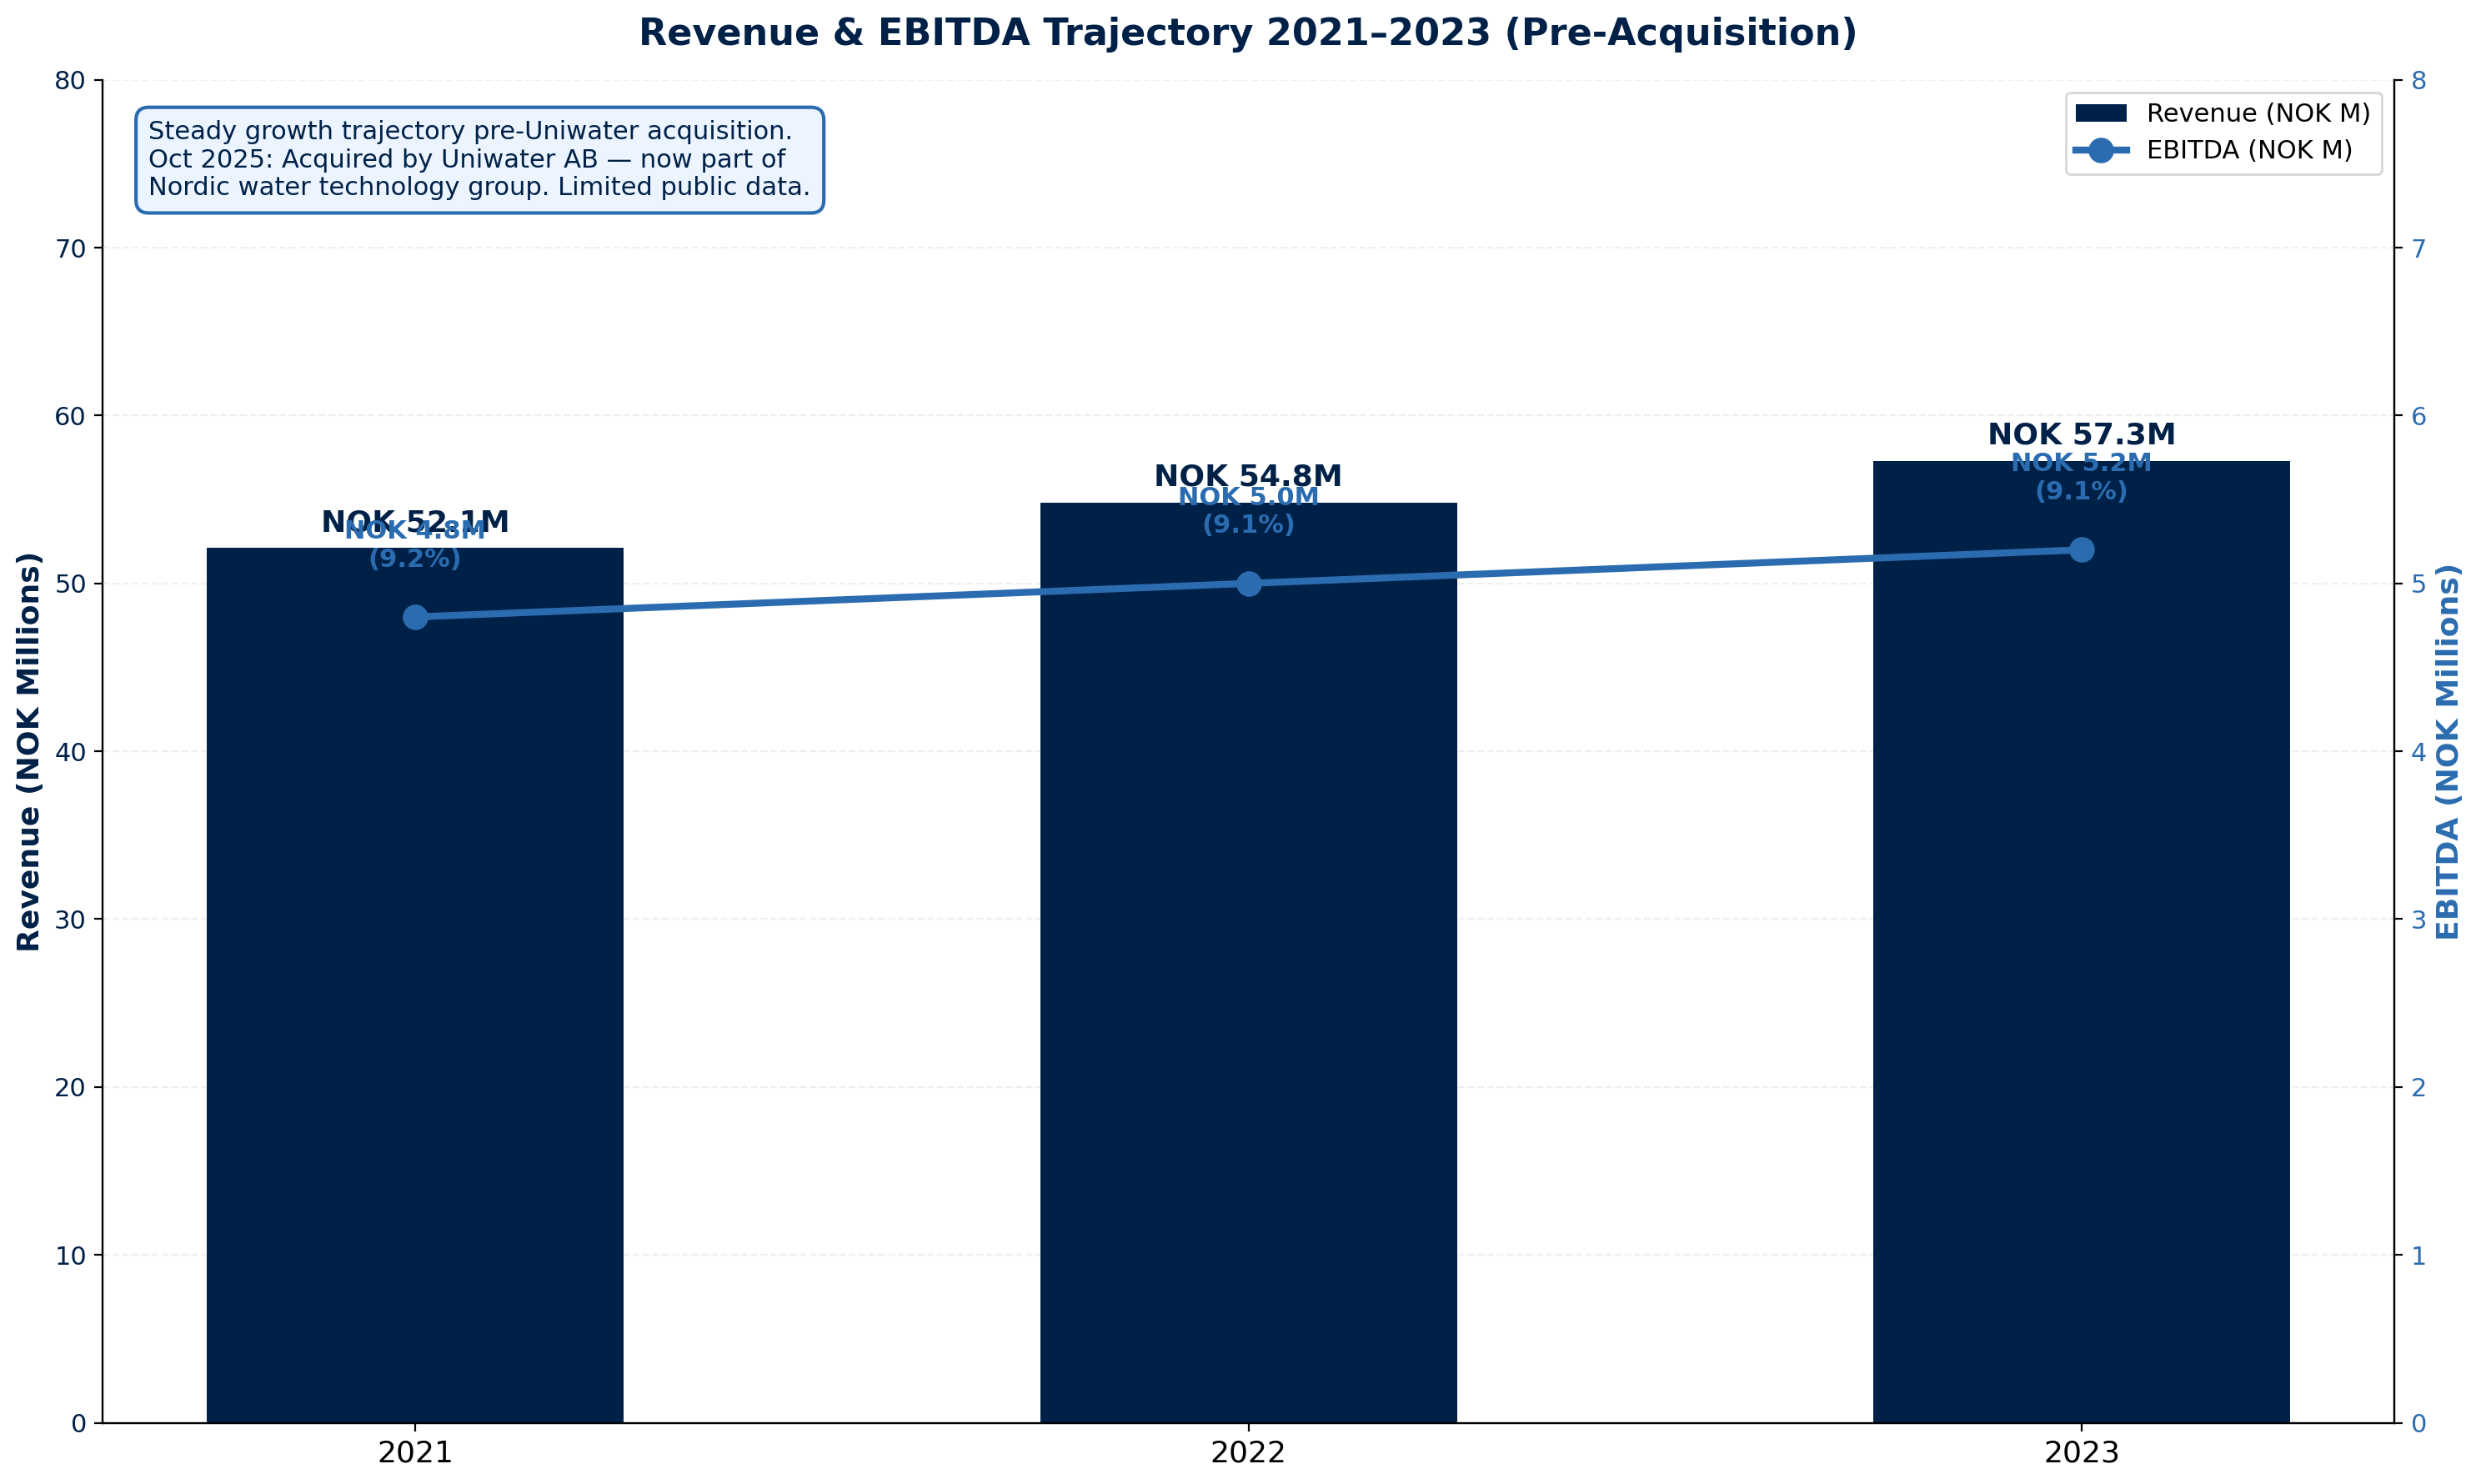 Revenue & EBITDA Trajectory 2021–2023 (Pre-Acquisition)
Steady growth trajectory pre-Uniwater acquisition.
Oct 2025: Acquired by Uniwater AB — now part of
Nordic water technology group. Limited public data.
Revenue (NOK M)
EBITDA (NOK M)
Revenue (NOK Millions)
80
70
60
50
40
30
20
10
0
NOK 52.1M
NOK 4.8M
(9.2%)
NOK 54.8M
NOK 5.0M
(9.1%)
NOK 57.3M
NOK 5.2M
(9.1%)
8
7
6
5
4
3
2
1
0
EBITDA (NOK Millions)
2021
2022
2023